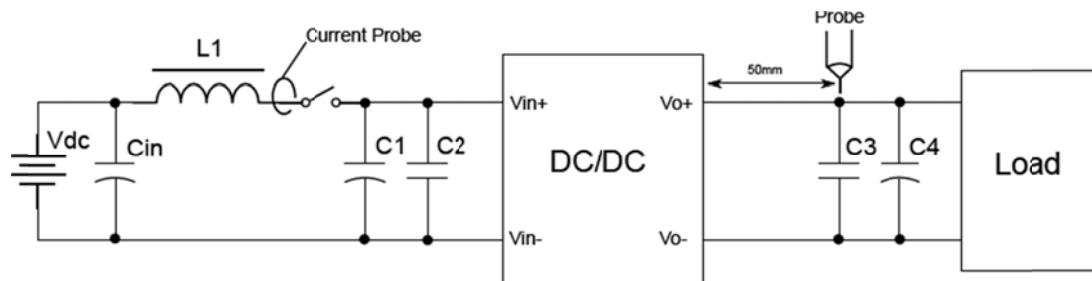 Probe
Current Probe
L1
50mm
Vin+
Vo+
Vdc
Cin
C1
C2
DC/DC
C3
C4
Load
Vin-
Vo-